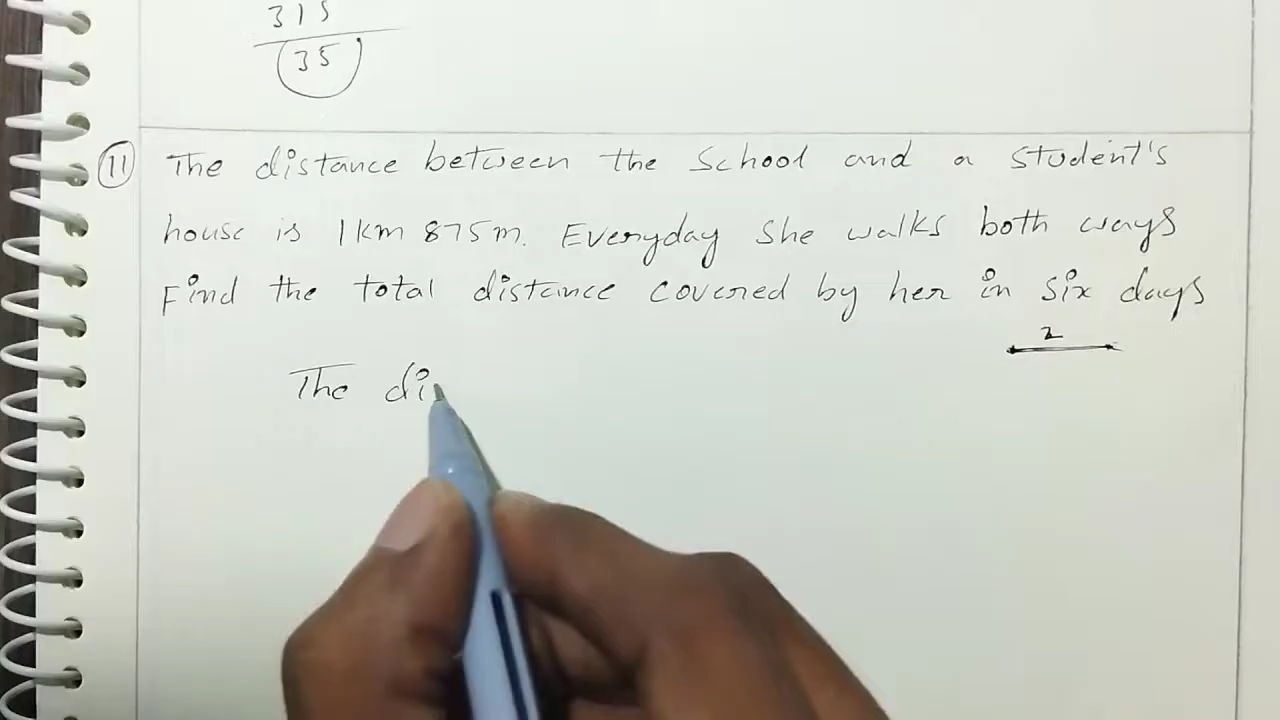 315
35
11 The distance between the school and a student's
house is 1km 875m. Everyday she walks both ways
Find the total distance covered by her in six days
2
The di